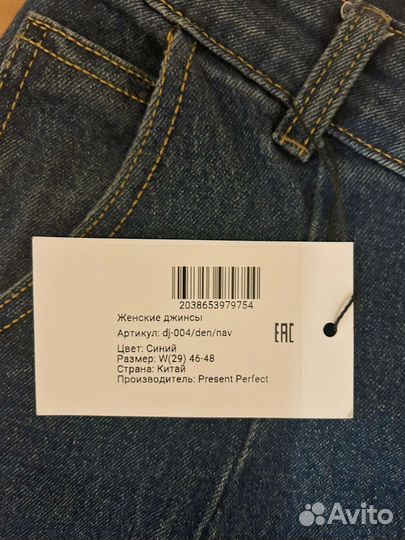 2038653979754
Женские джинсы
Артикул: dj-004/den/nav
EAC
Цвет: Синий
Размер: W(29) 46-48
Страна: Китай
Производитель: Present Perfect
Avito